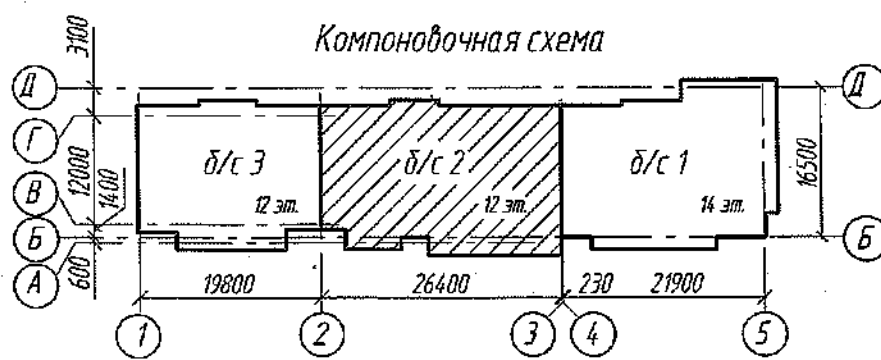 Компоновочная схема
3100
Д
Д
Г
12000
1400
16500
б/с 3
б/с 2
б/с 1
12 эт.
12 эт.
14 эт.
В
Б
Б
А
600
19800
26400
230
21900
1
2
3
4
5